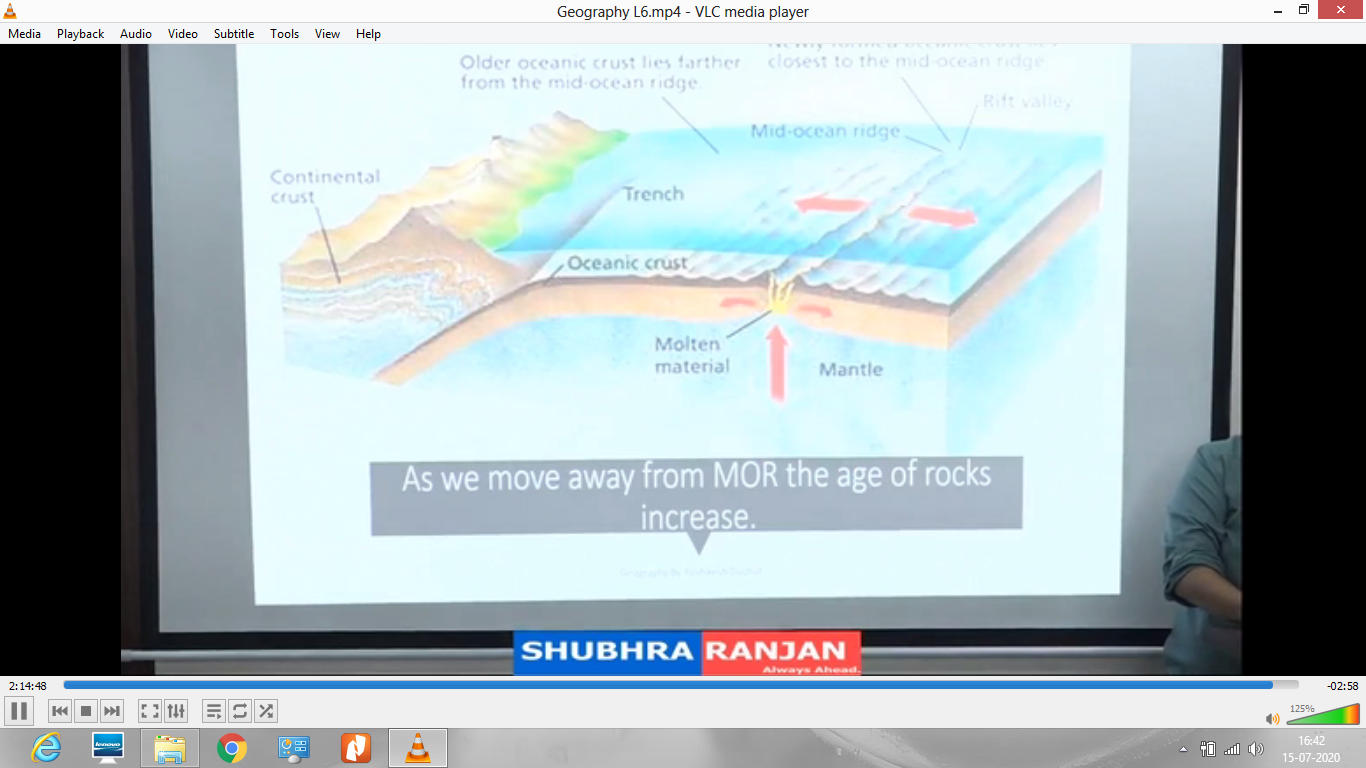 Geography L6.mp4 - VLC media player
Media Playback Audio Video Subtitle Tools View Help
Older oceanic crust lies farther
from the mid-ocean ridge.
closest to the mid-ocean ridge
Rift valley
Mid-ocean ridge
Continental
crust
Trench
Oceanic crust
Molten
material
Mantle
As we move away from MOR the age of rocks
increase.
SHUBHRA RANJAN
Always Ahead.
2:14:48
-02:58
125%
lenovo
16:42
15-07-2020